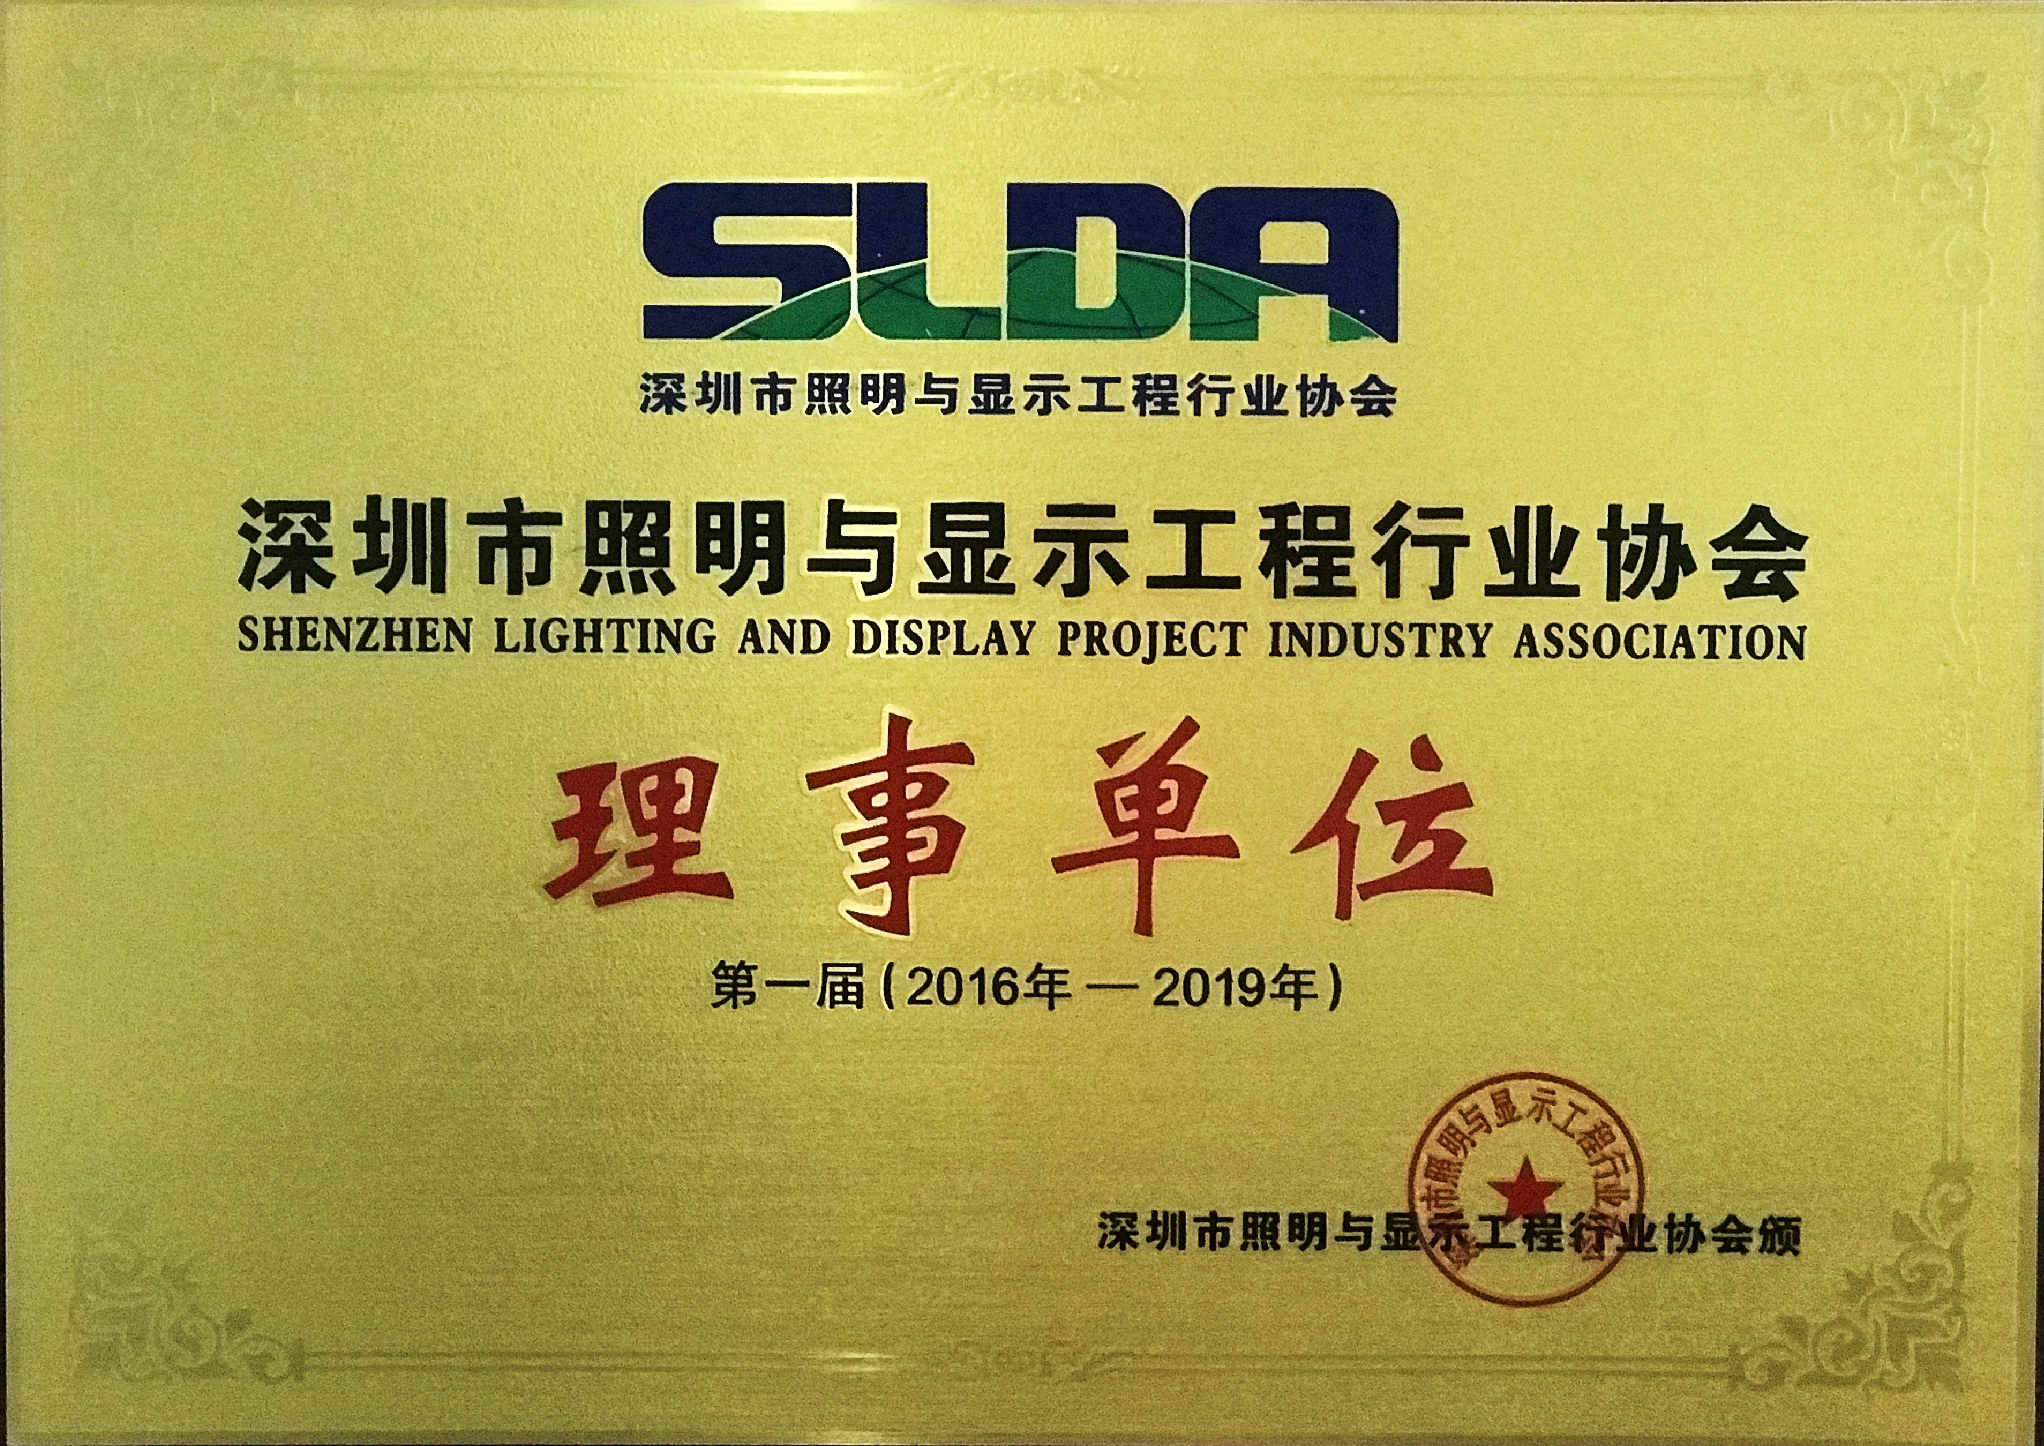 SLDA
深圳市照明与显示工程行业协会
深圳市照明与显示工程行业协会
SHENZHEN LIGHTING AND DISPLAY PROJECT INDUSTRY ASSOCIATION
理事单位
第一届(2016年—2019年)
深圳市照明与显示工程行业协会
深圳市照明与显示工程行业协会颁